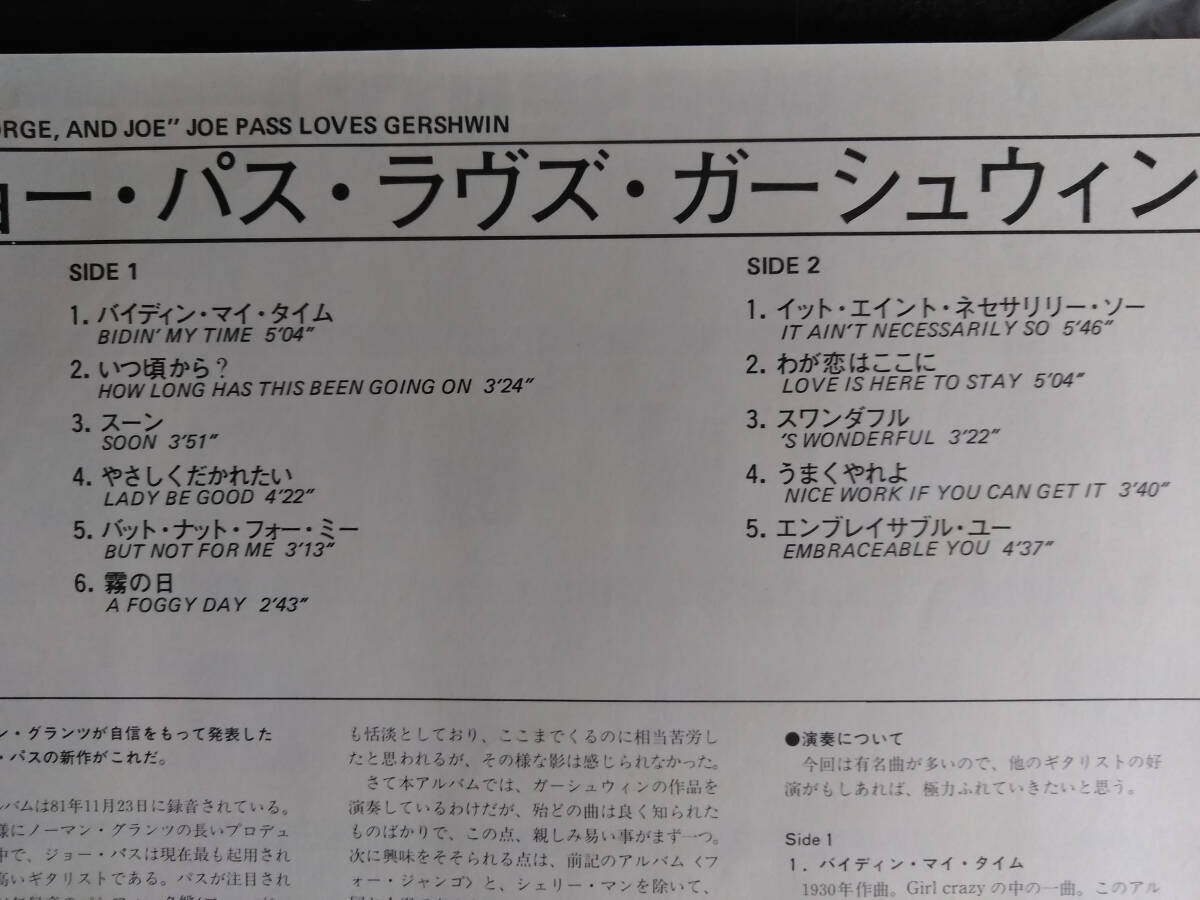 AND JOE" JOE PASS LOVES GERSHWIN
ョー・パス・ラヴズ・ガーシュウィン
SIDE 1
1. バイディン・マイ・タイム
BIDIN' MY TIME 5'04"
2. いつ頃から？
HOW LONG HAS THIS BEEN GOING ON 3'24"
3. スーン
SOON 3'51"
4. やさしくだかれたい
LADY BE GOOD 4'22"
5. バット・ナット・フォー・ミー
BUT NOT FOR ME 3'13"
6. 霧の日
A FOGGY DAY 2'43"
SIDE 2
1. イット・エイント・ネセサリリー・ソー
IT AIN'T NECESSARILY SO 5'46"
2. わが恋はここに
LOVE IS HERE TO STAY 5'04"
3. スワンダフル
'S WONDERFUL 3'22"
4. うまくやれよ
NICE WORK IF YOU CAN GET IT 3'40"
5. エンブレイサブル・ユー
EMBRACEABLE YOU 4'37"
ン・グランツが自信をもって発表した
・パスの新作がこれだ。
ルバムは81年11月23日に録音されている。
様にノーマン・グランツの長いプロデュ
中で、ジョー・パスは現在最も起用され
高いギタリストである。パスが注目され
も恬淡としており、ここまでくるのに相当苦労し
たと思われるが、その様な影は感じられなかった。
さて本アルバムでは、ガーシュウィンの作品を
演奏しているわけだが、殆どの曲は良く知られた
ものばかりで、この点、親しみ易い事がまず一つ。
次に興味をそそられる点は、前記のアルバム〈フ
ォー・ジャンゴ〉と、シェリー・マンを除いて、
●演奏について
今回は有名曲が多いので、他のギタリストの好
演がもしあれば、極力ふれていきたいと思う。
Side 1
1. バイディン・マイ・タイム
1930年作曲。Girl crazyの中の一曲。このアル